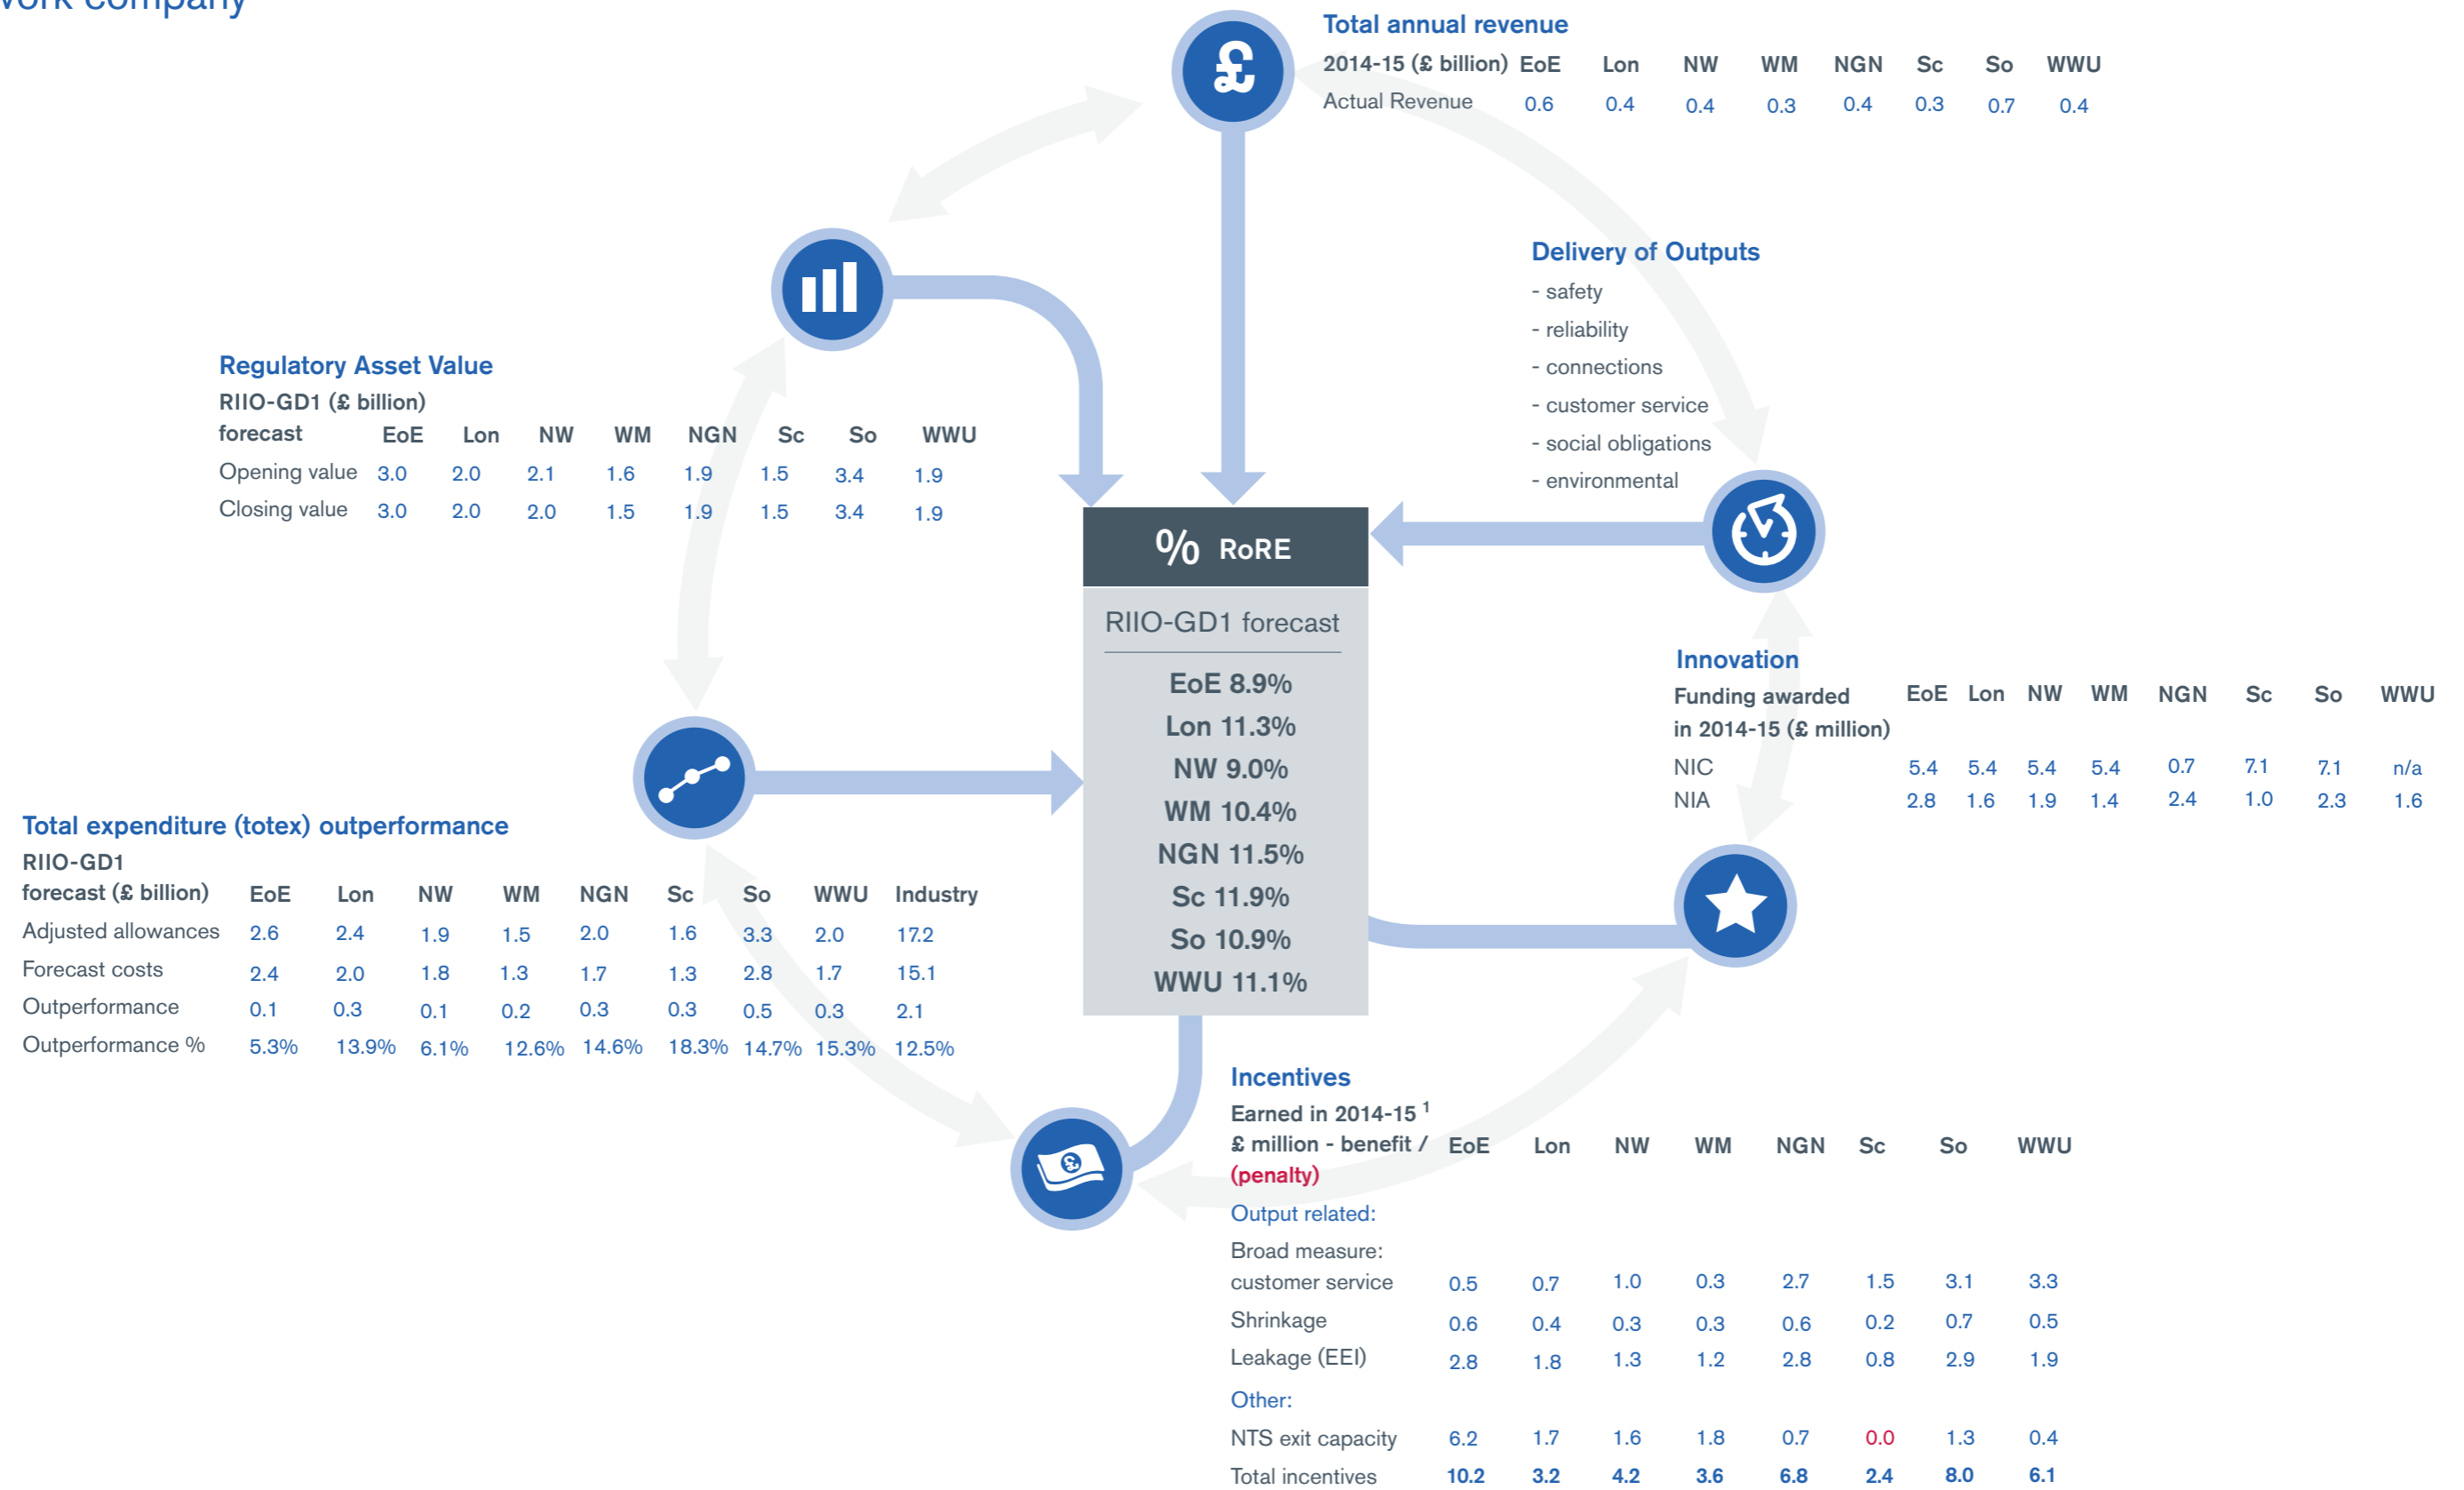 work company
Total annual revenue
2014-15 (£ billion) EoE Lon NW WM NGN Sc So WWU
Actual Revenue 0.6 0.4 0.4 0.3 0.4 0.3 0.7 0.4
Delivery of Outputs
- safety
- reliability
- connections
- customer service
- social obligations
- environmental
Regulatory Asset Value
RIIO-GD1 (£ billion)
forecast EoE Lon NW WM NGN Sc So WWU
Opening value 3.0 2.0 2.1 1.6 1.9 1.5 3.4 1.9
Closing value 3.0 2.0 2.0 1.5 1.9 1.5 3.4 1.9
% RoRE
RIIO-GD1 forecast
EoE 8.9%
Lon 11.3%
NW 9.0%
WM 10.4%
NGN 11.5%
Sc 11.9%
So 10.9%
WWU 11.1%
Innovation
Funding awarded EoE Lon NW WM NGN Sc So WWU
in 2014-15 (£ million)
NIC 5.4 5.4 5.4 5.4 0.7 7.1 7.1 n/a
NIA 2.8 1.6 1.9 1.4 2.4 1.0 2.3 1.6
Total expenditure (totex) outperformance
RIIO-GD1
forecast (£ billion) EoE Lon NW WM NGN Sc So WWU Industry
Adjusted allowances 2.6 2.4 1.9 1.5 2.0 1.6 3.3 2.0 17.2
Forecast costs 2.4 2.0 1.8 1.3 1.7 1.3 2.8 1.7 15.1
Outperformance 0.1 0.3 0.1 0.2 0.3 0.3 0.5 0.3 2.1
Outperformance % 5.3% 13.9% 6.1% 12.6% 14.6% 18.3% 14.7% 15.3% 12.5%
Incentives
Earned in 2014-15 1
£ million - benefit / EoE Lon NW WM NGN Sc So WWU
(penalty)
Output related:
Broad measure:
customer service 0.5 0.7 1.0 0.3 2.7 1.5 3.1 3.3
Shrinkage 0.6 0.4 0.3 0.3 0.6 0.2 0.7 0.5
Leakage (EEI) 2.8 1.8 1.3 1.2 2.8 0.8 2.9 1.9
Other:
NTS exit capacity 6.2 1.7 1.6 1.8 0.7 0.0 1.3 0.4
Total incentives 10.2 3.2 4.2 3.6 6.8 2.4 8.0 6.1